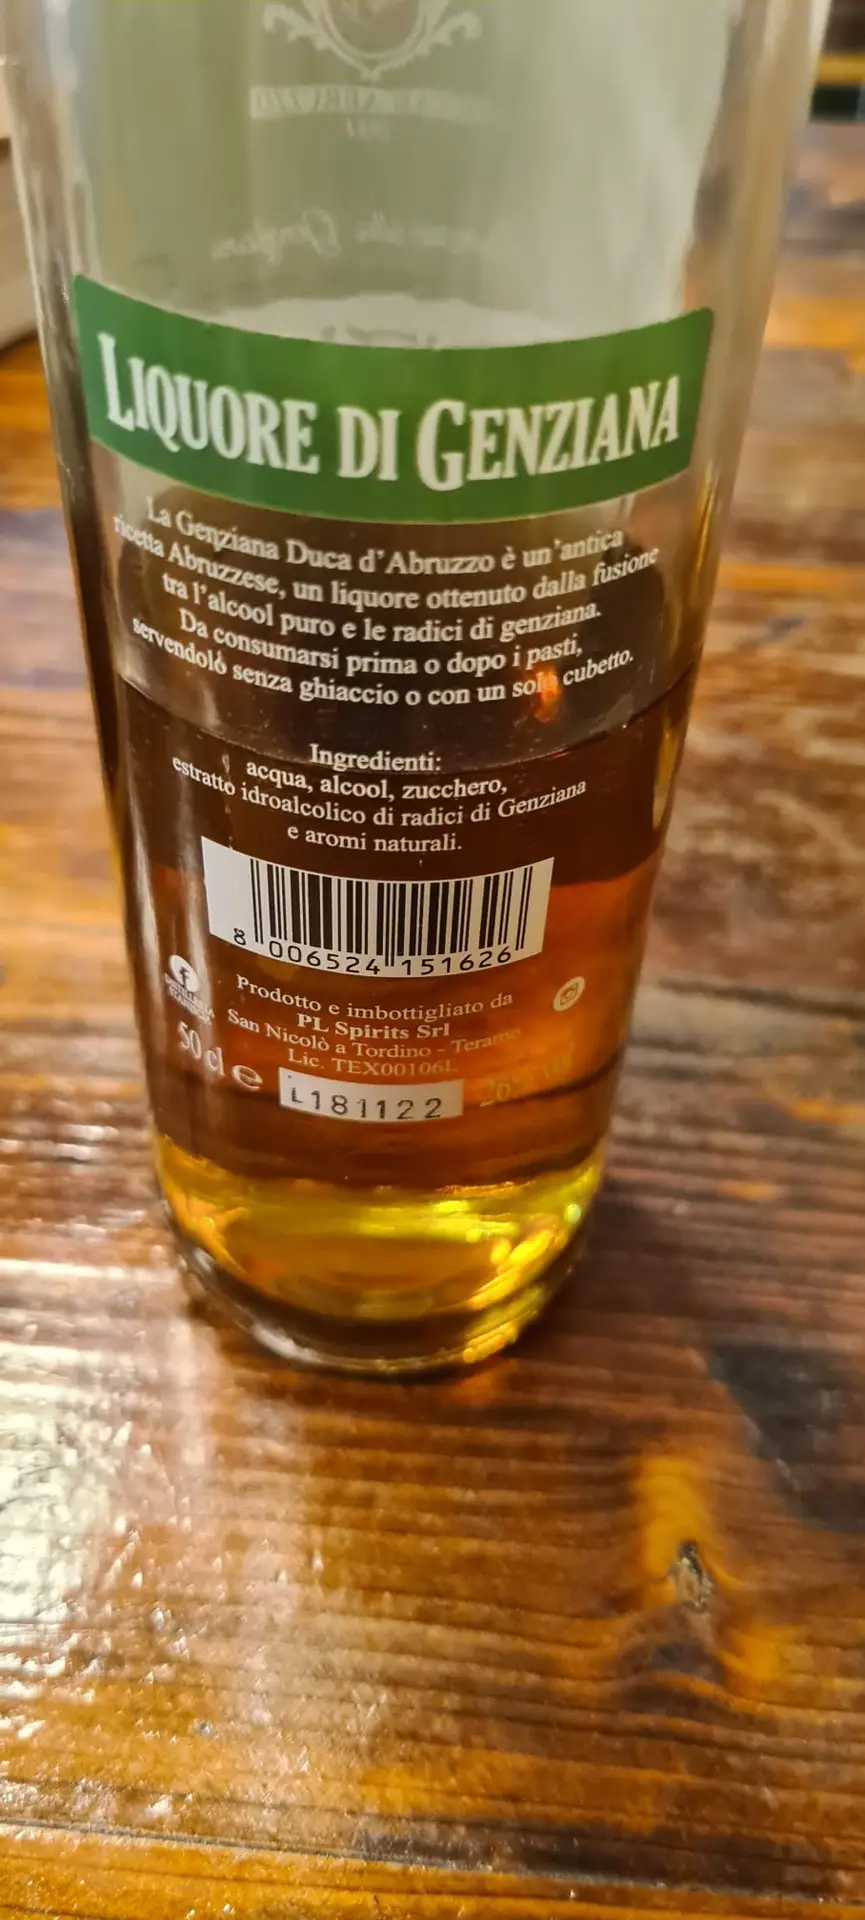 LIQUORE DI GENZIANA
La Genziana Duca d'Abruzzo è un'antica
ricetta Abruzzese, un liquore ottenuto dalla fusione
tra l'alcool puro e le radici di genziana.
Da consumarsi prima o dopo i pasti,
servendolo senza ghiaccio o con un solo cubetto.
Ingredienti:
acqua, alcool, zucchero,
estratto idroalcolico di radici di Genziana
e aromi naturali.
8 006524 151626
Prodotto e imbottigliato da
PL Spirits Srl
San Nicolò a Tordino - Teramo
Lic. TEX00106L
50 cl e
L181122